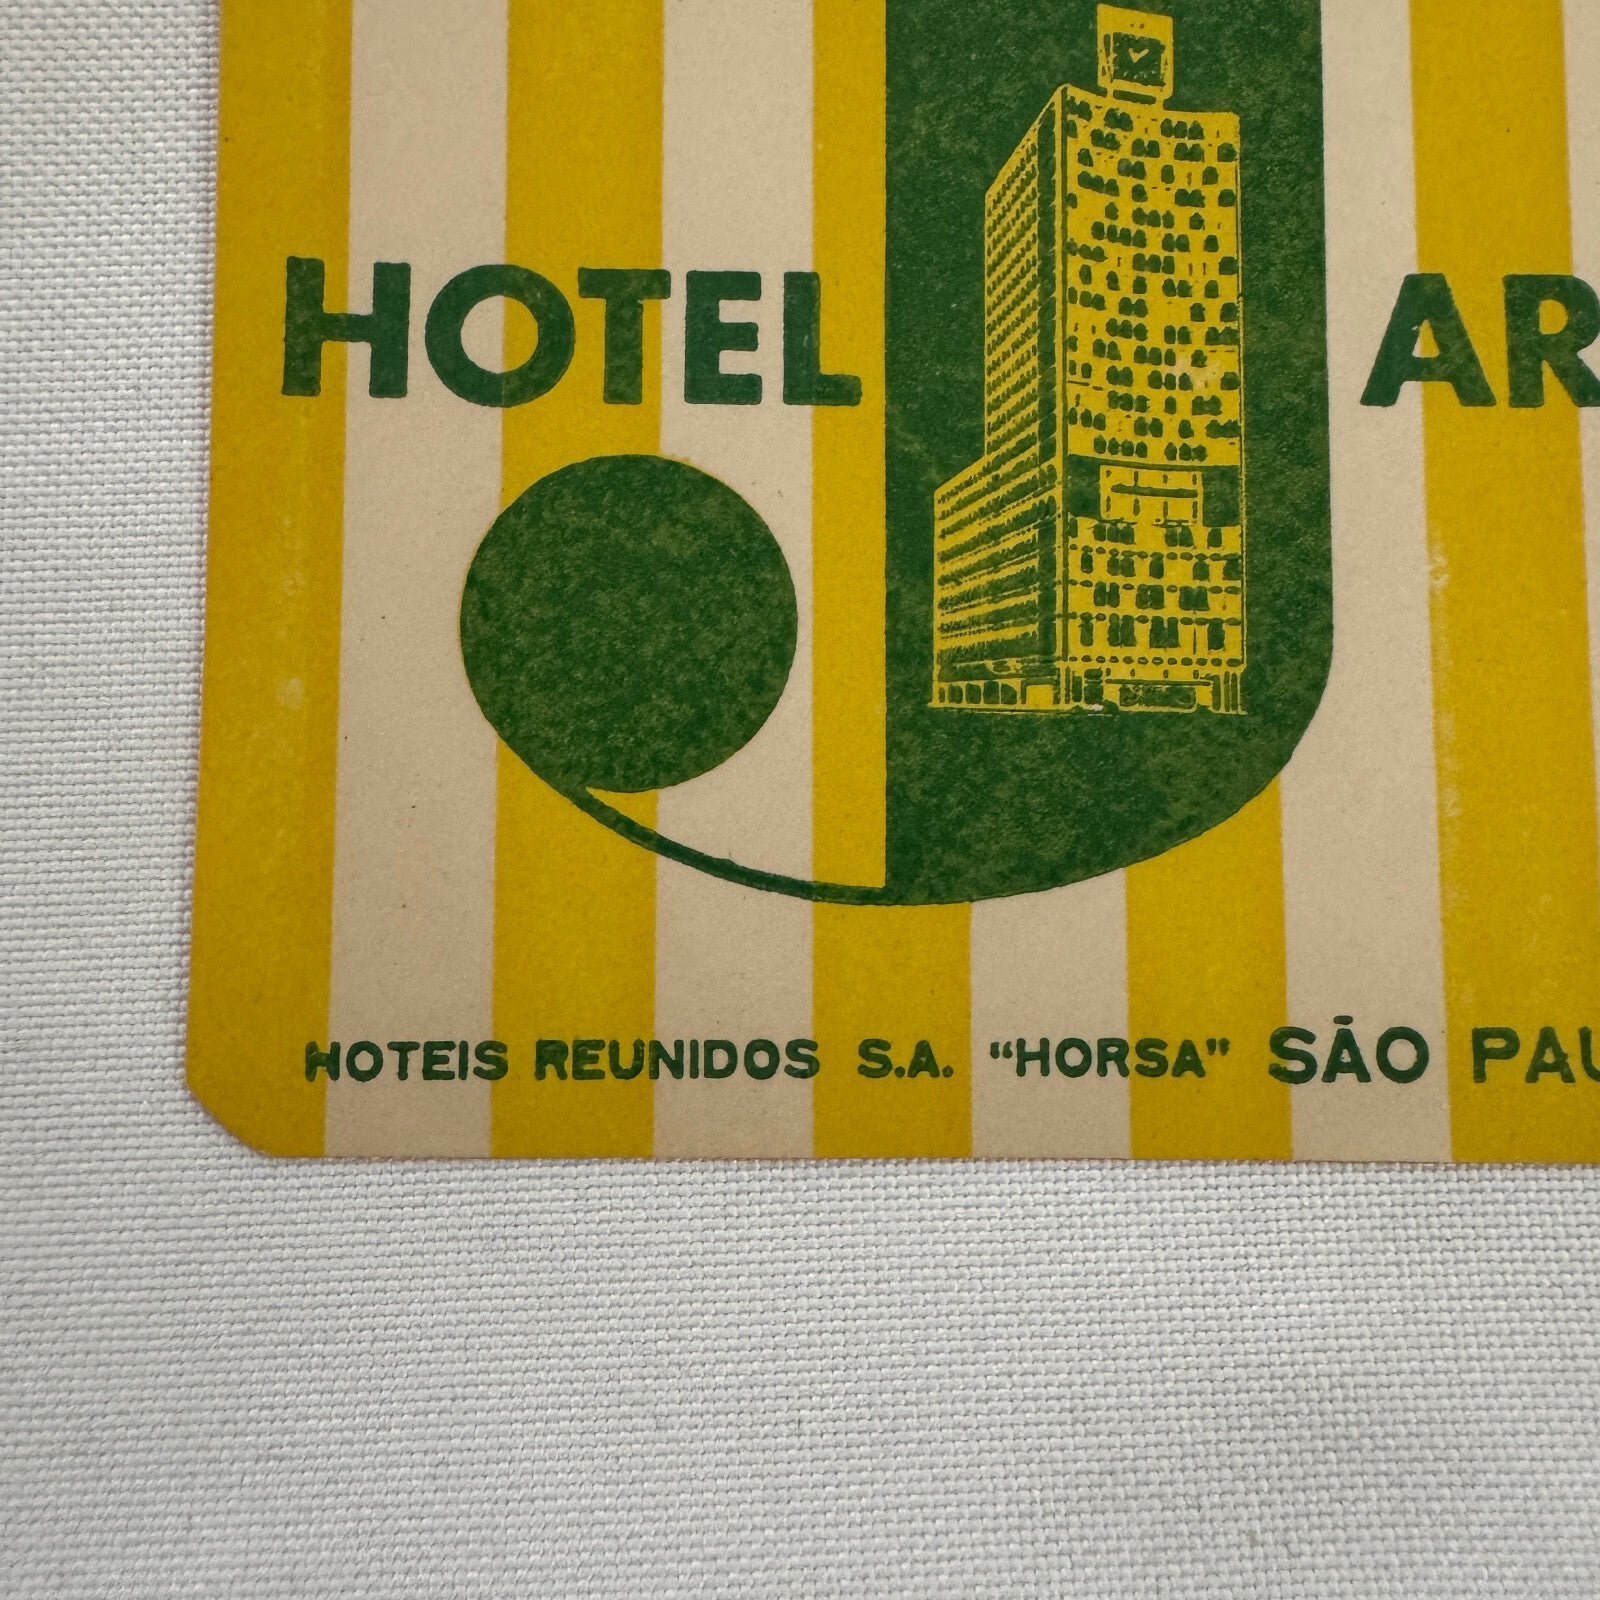 HOTEL J AR
HOTEIS REUNIDOS S.A. "HORSA" SÃO PAU